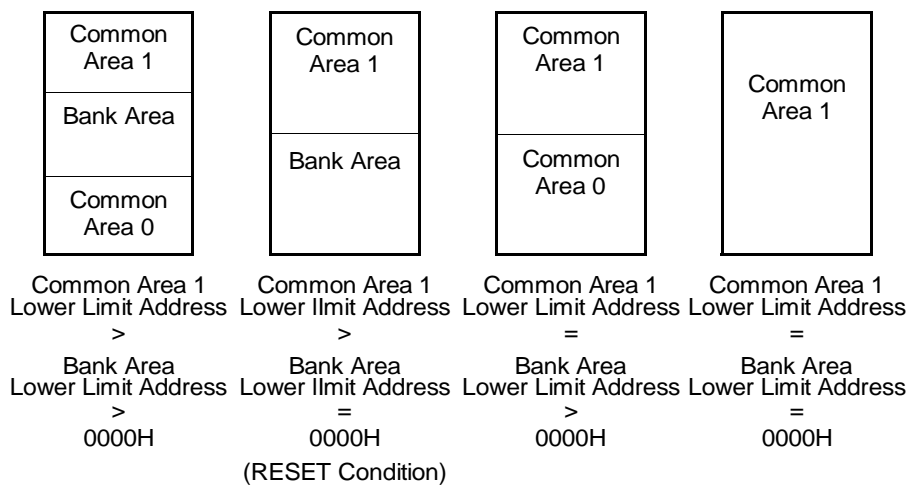 Common
Area 1
Bank Area
Common
Area 0
Common Area 1
Lower Limit Address
>
Bank Area
Lower Limit Address
>
0000H
Common
Area 1
Bank Area
Common Area 1
Lower IImit Address
>
Bank Area
Lower IImit Address
=
0000H
(RESET Condition)
Common
Area 1
Common
Area 0
Common Area 1
Lower Limit Address
=
Bank Area
Lower Limit Address
>
0000H
Common
Area 1
Common Area 1
Lower Limit Address
=
Bank Area
Lower Limit Address
=
0000H